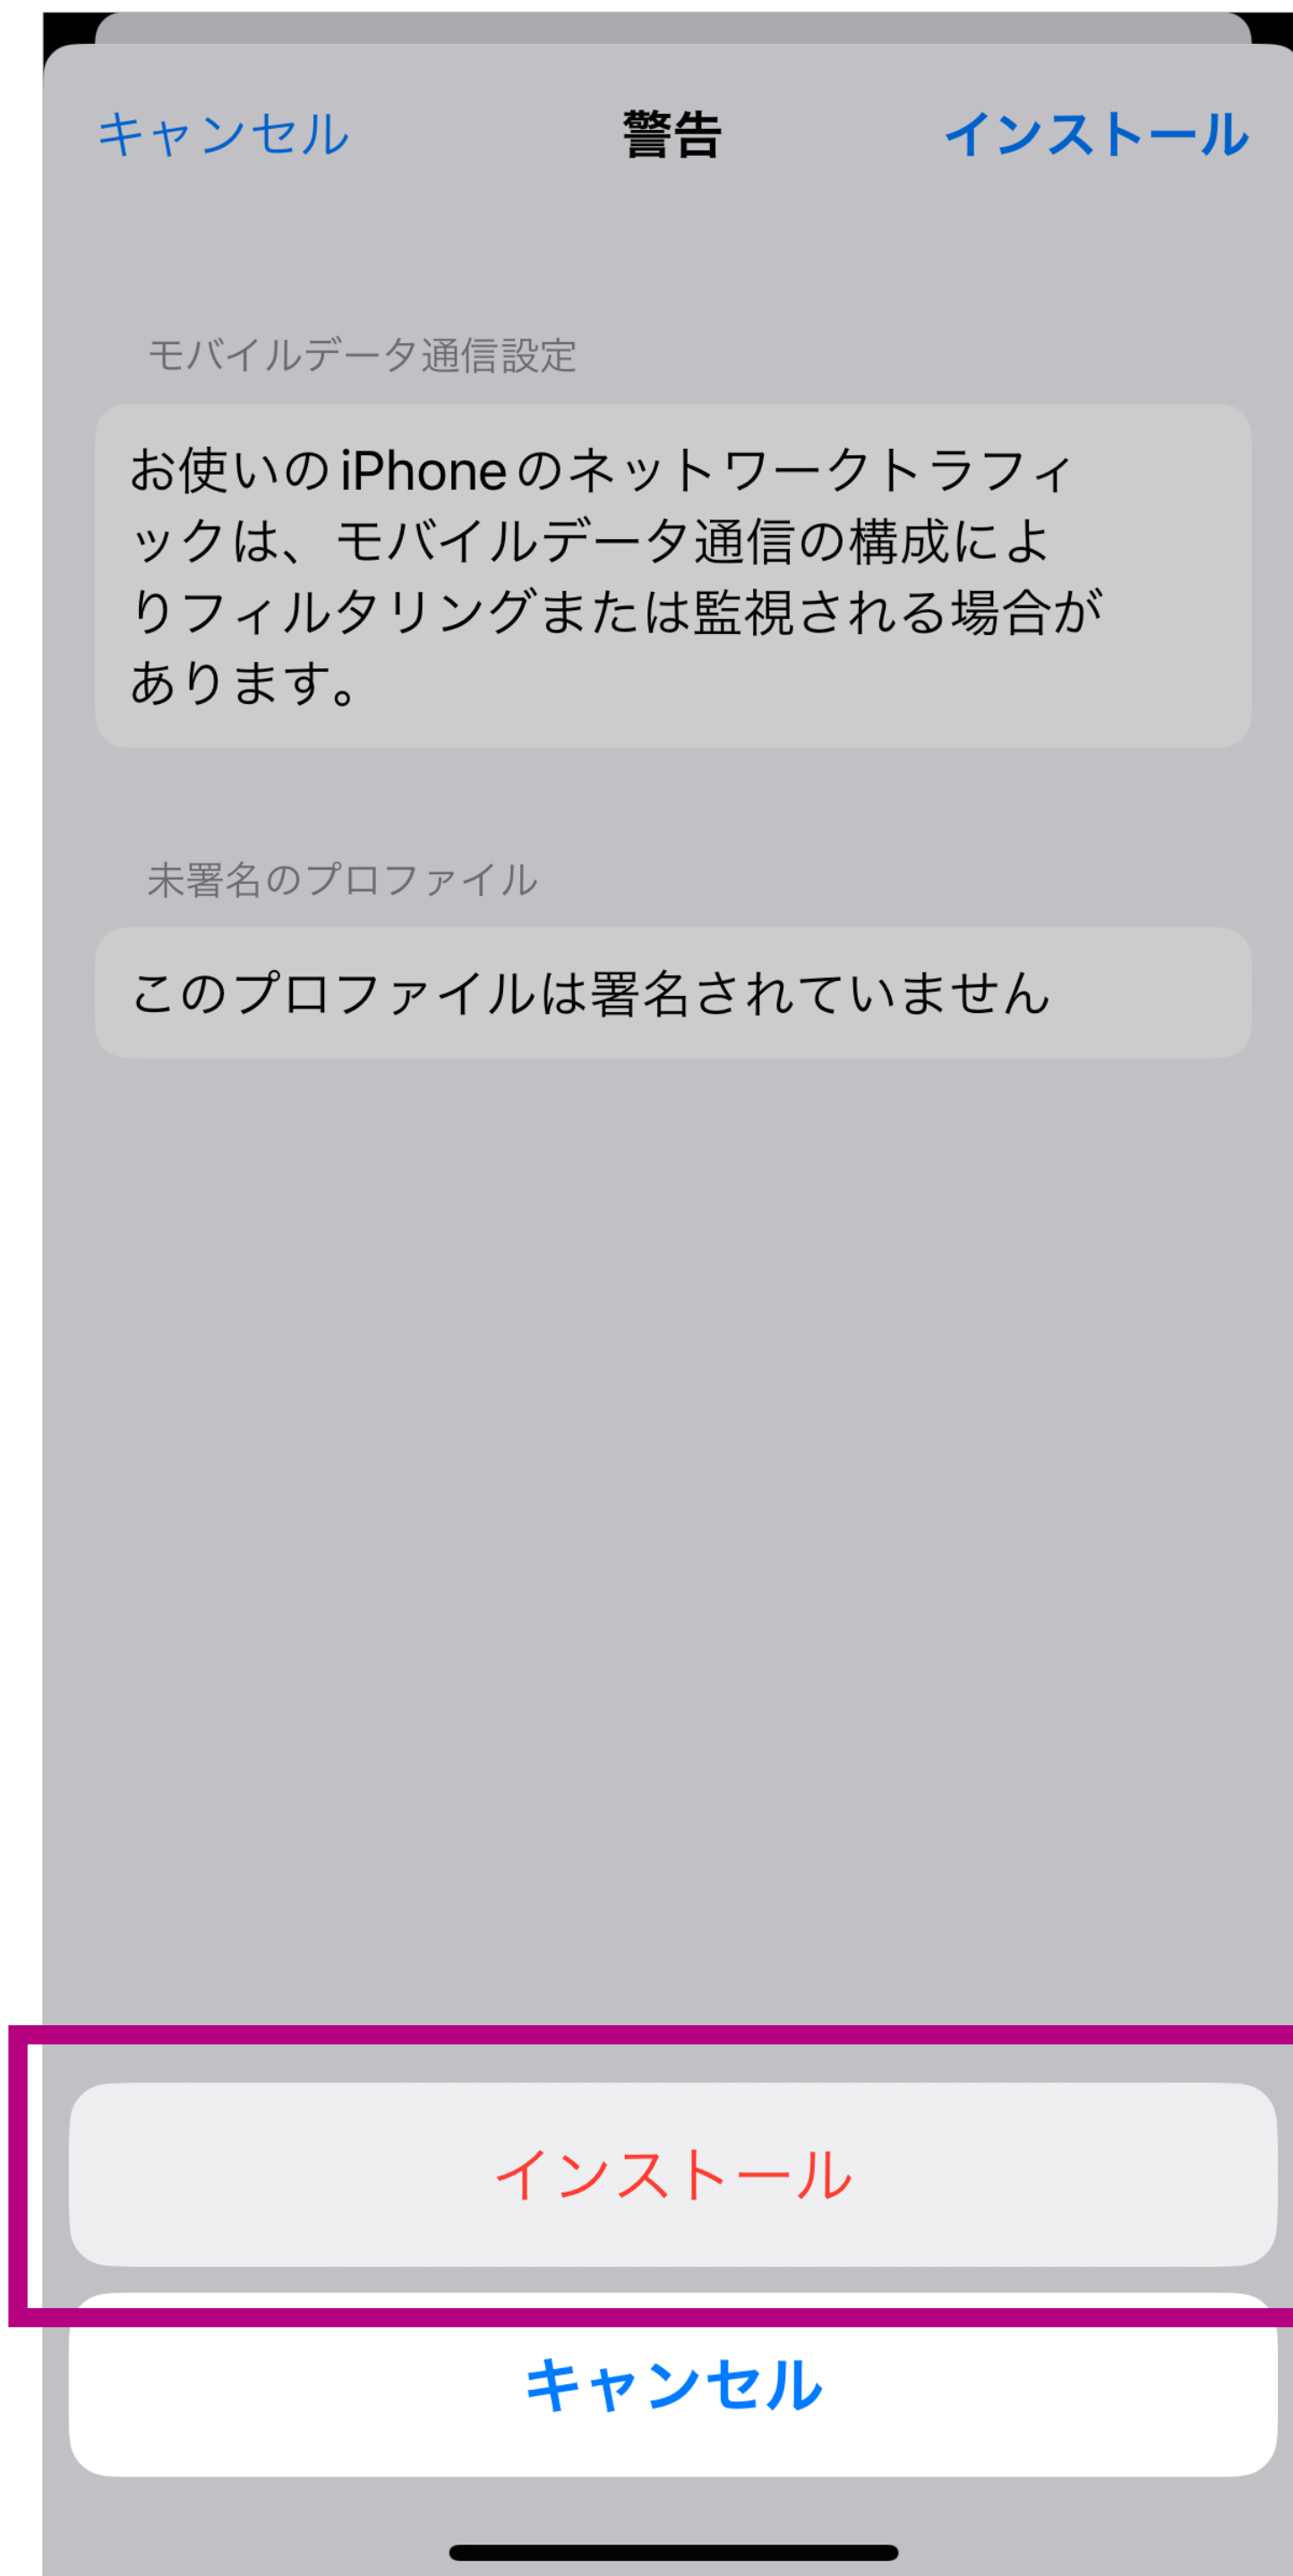 キャンセル 警告 インストール
モバイルデータ通信設定
お使いのiPhoneのネットワークトラフィ
ックは、モバイルデータ通信の構成によ
りフィルタリングまたは監視される場合が
あります。
未署名のプロファイル
このプロファイルは署名されていません
インストール
キャンセル